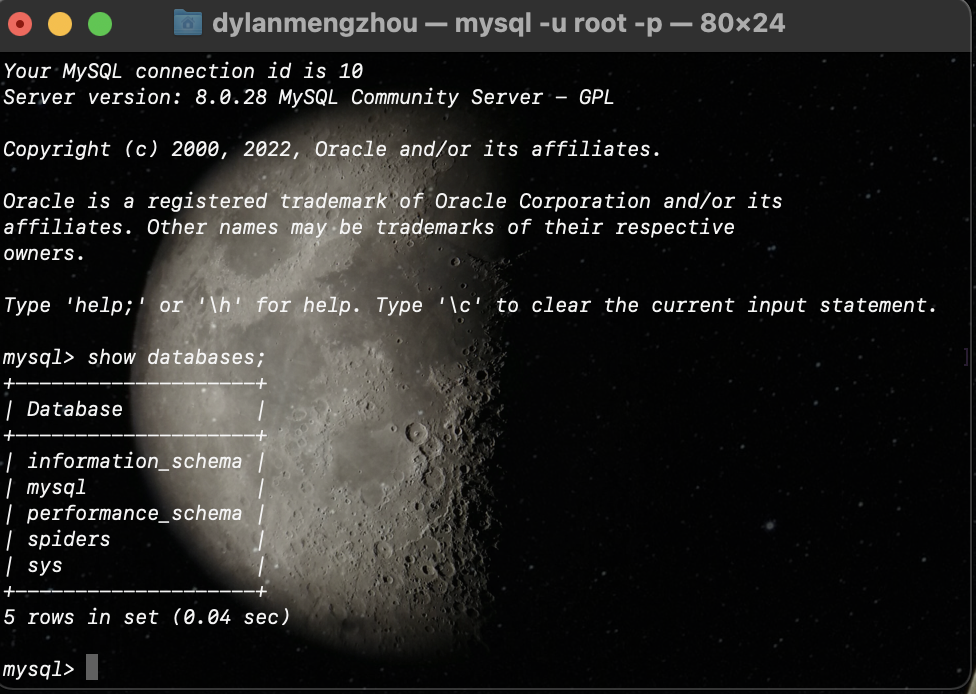 dylanmengzhou — mysql -u root -p — 80×24
Your MySQL connection id is 10
Server version: 8.0.28 MySQL Community Server - GPL
Copyright (c) 2000, 2022, Oracle and/or its affiliates.
Oracle is a registered trademark of Oracle Corporation and/or its
affiliates. Other names may be trademarks of their respective
owners.
Type 'help;' or '\h' for help. Type '\c' to clear the current input statement.
mysql> show databases;
+--------------------+
| Database           |
+--------------------+
| information_schema |
| mysql              |
| performance_schema |
| spiders            |
| sys                |
+--------------------+
5 rows in set (0.04 sec)
mysql>